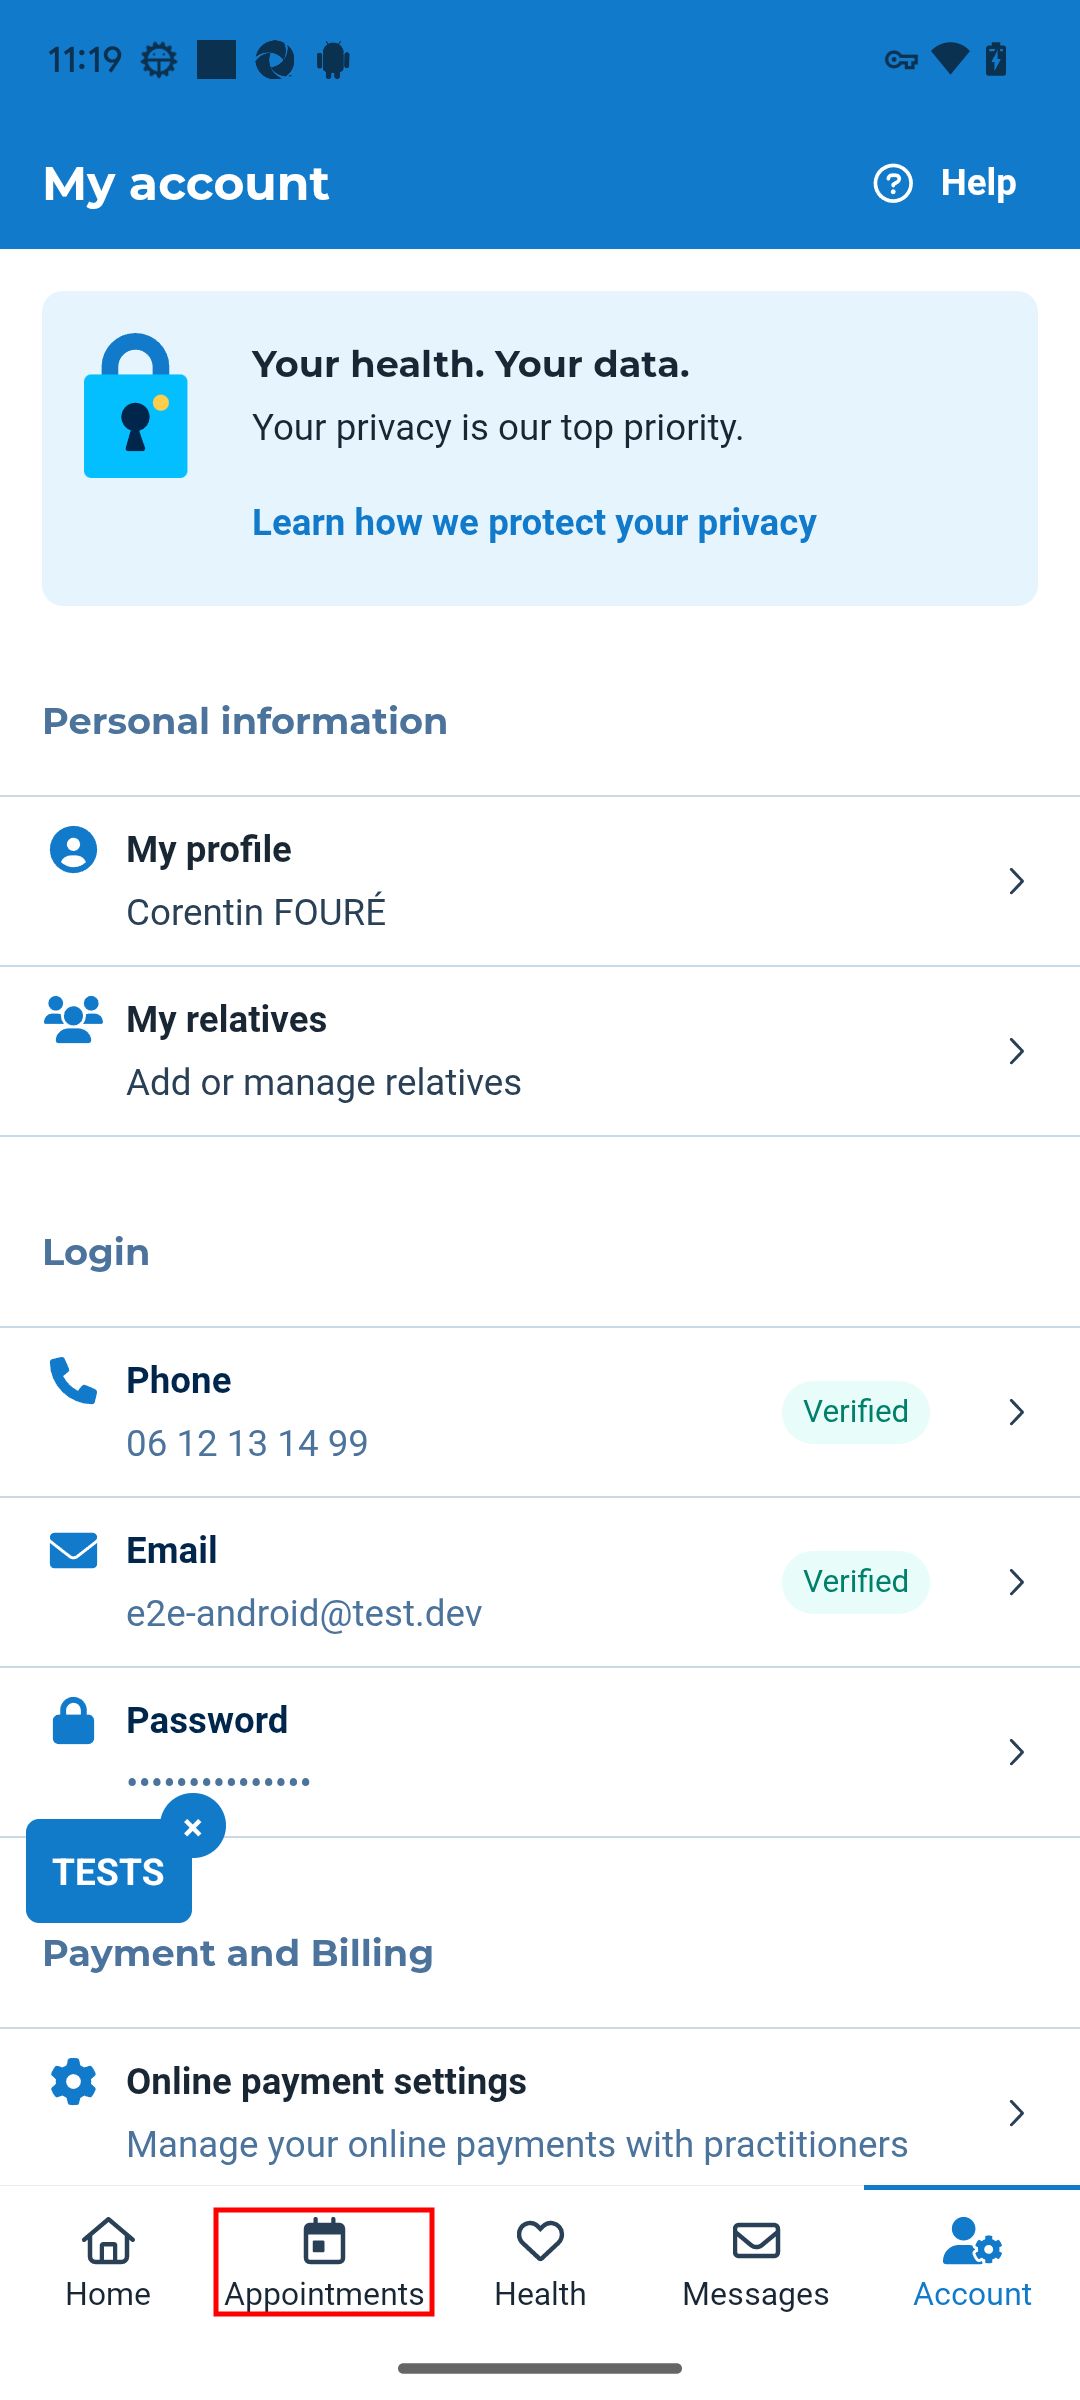 11:19
My account
Help
Your health. Your data.
Your privacy is our top priority.
Learn how we protect your privacy
Personal information
My profile
Corentin FOURÉ
My relatives
Add or manage relatives
Login
Phone
06 12 13 14 99
Verified
Email
e2e-android@test.dev
Verified
Password
•••••••••••••••
TESTS
×
Payment and Billing
Online payment settings
Manage your online payments with practitioners
Home
Appointments
Health
Messages
Account